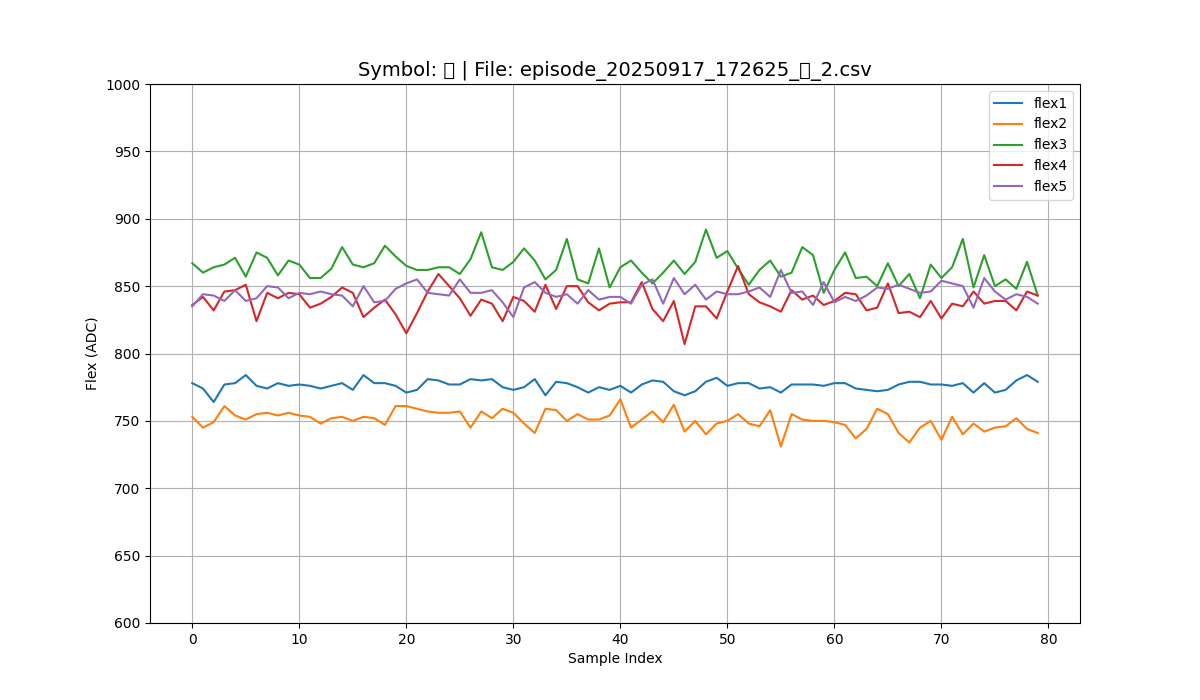 Symbol: ▯ | File: episode_20250917_172625_▯_2.csv
1000
950
900
850
800
750
700
650
600
Flex (ADC)
0 10 20 30 40 50 60 70 80
Sample Index
flex1
flex2
flex3
flex4
flex5